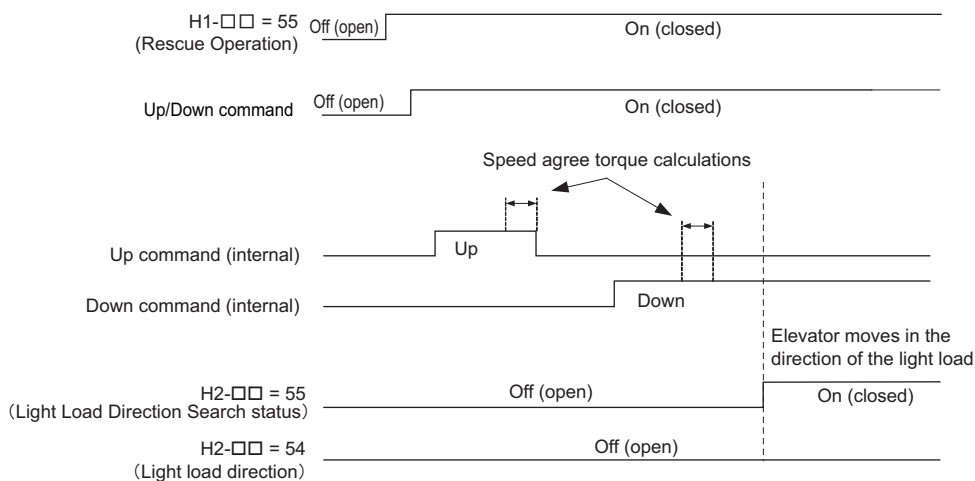 H1-□□ = 55
(Rescue Operation)
Off (open)
On (closed)
Up/Down command
Off (open)
On (closed)
Speed agree torque calculations
Up command (internal)
Up
Down command (internal)
Down
Elevator moves in the
direction of the light load
H2-□□ = 55
（Light Load Direction Search status）
Off (open)
On (closed)
H2-□□ = 54
（Light load direction）
Off (open)